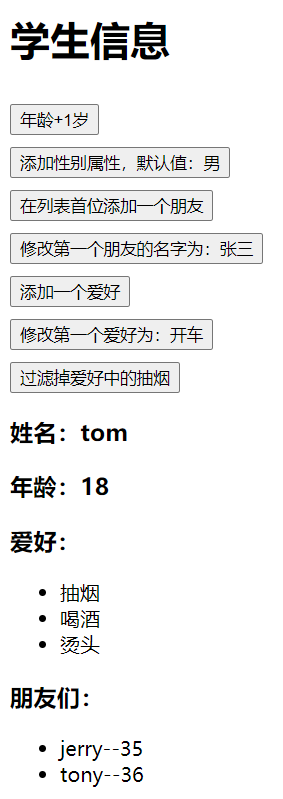 学生信息
年龄+1岁
添加性别属性，默认值：男
在列表首位添加一个朋友
修改第一个朋友的名字为：张三
添加一个爱好
修改第一个爱好为：开车
过滤掉爱好中的抽烟
姓名：tom
年龄：18
爱好：
抽烟
喝酒
烫头
朋友们：
jerry--35
tony--36